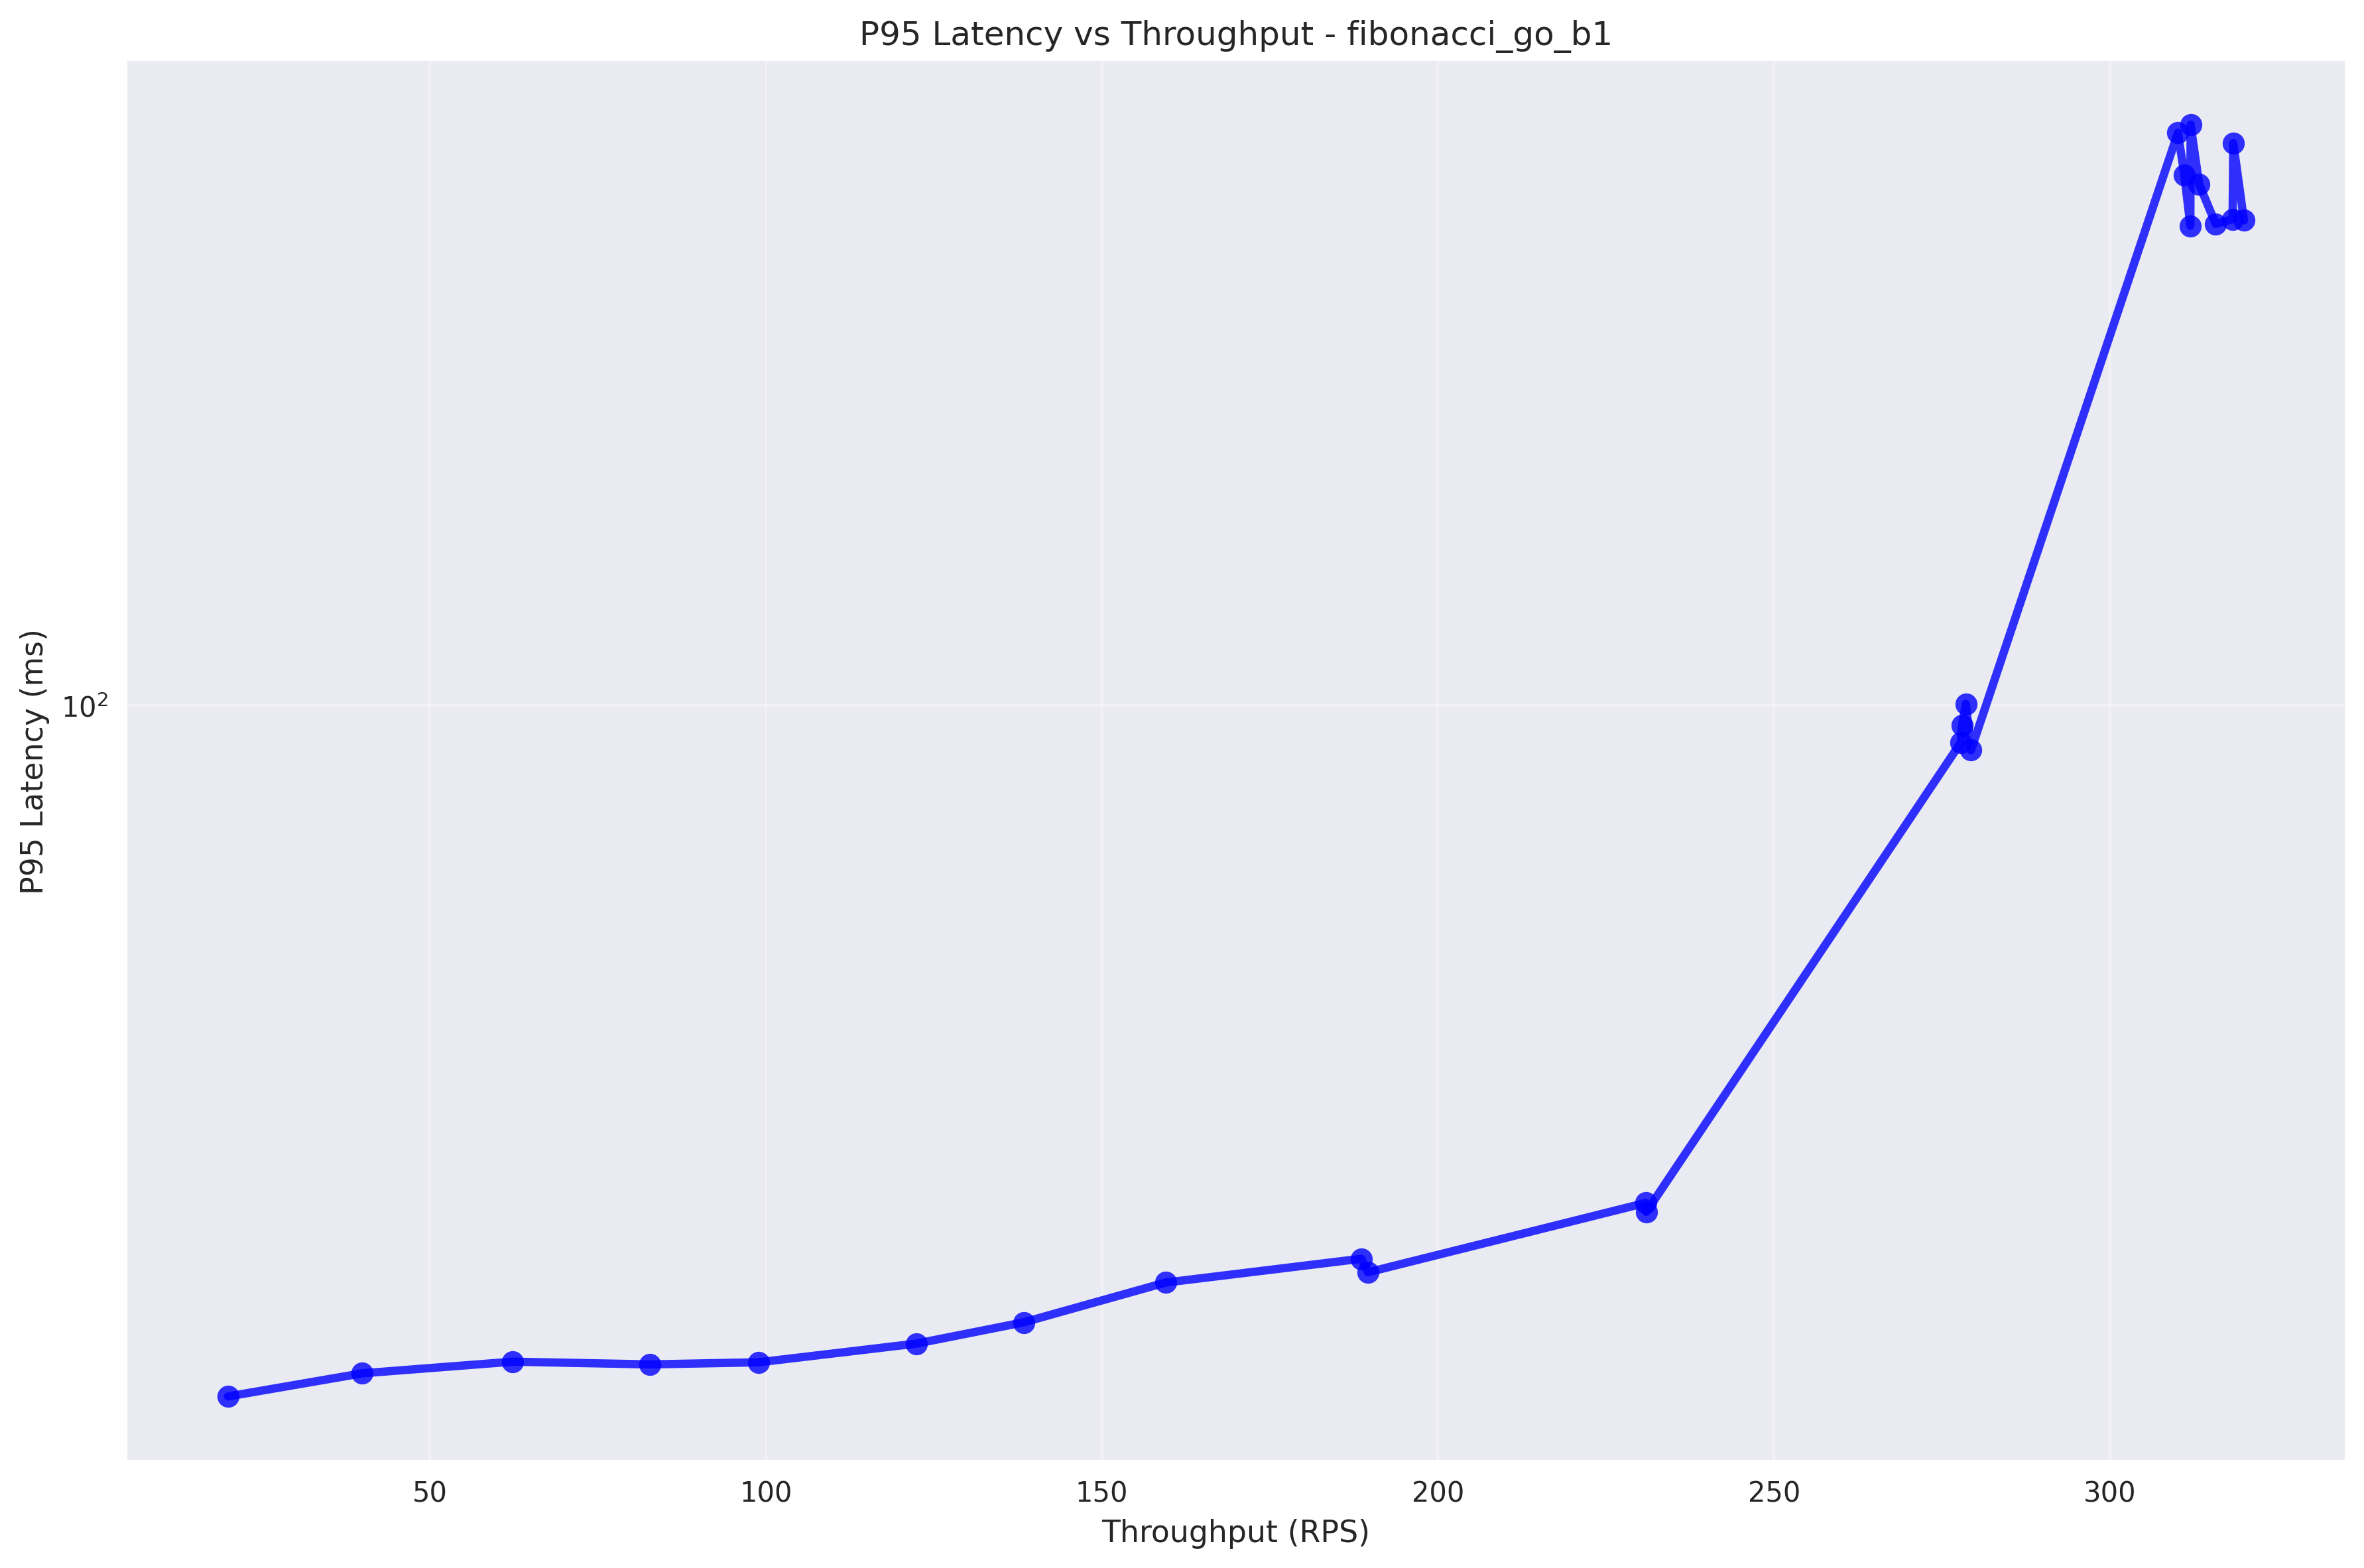 P95 Latency vs Throughput - fibonacci_go_b1
P95 Latency (ms)
10²
50 100 150 200 250 300
Throughput (RPS)